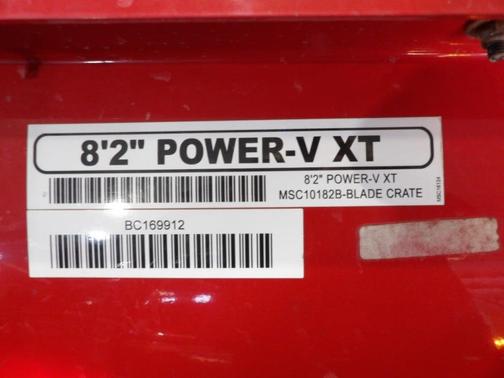 8'2" POWER-V XT
8'2" POWER-V XT
MSC10182B-BLADE CRATE
BC169912